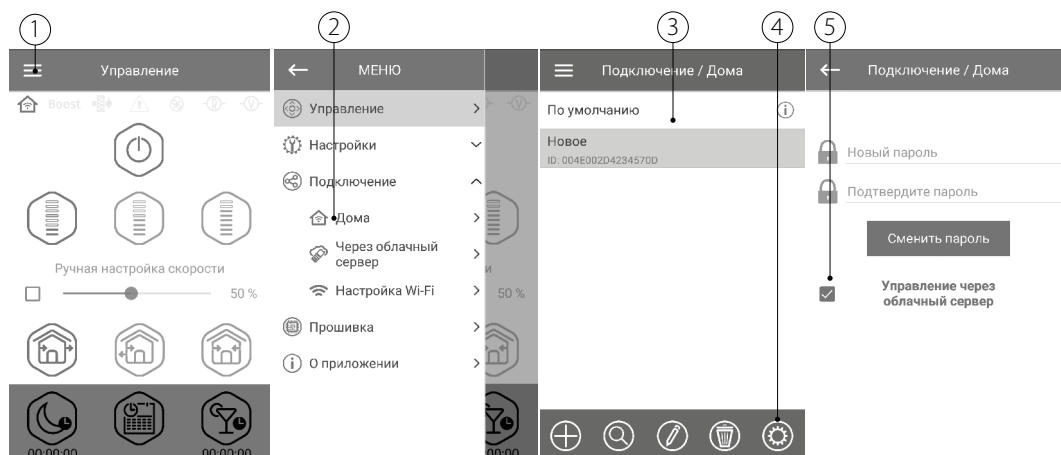 1
2
3
4
5
Управление
Boost
Ручная настройка скорости
50 %
00:00:00
00:00:00
МЕНЮ
Управление
Настройки
Подключение
Дома
Через облачный
сервер
Настройка Wi-Fi
Прошивка
О приложении
и
50 %
00:00
Подключение / Дома
По умолчанию
Новое
ID: 004E002D4234570D
Подключение / Дома
Новый пароль
Подтвердите пароль
Сменить пароль
Управление через
облачный сервер